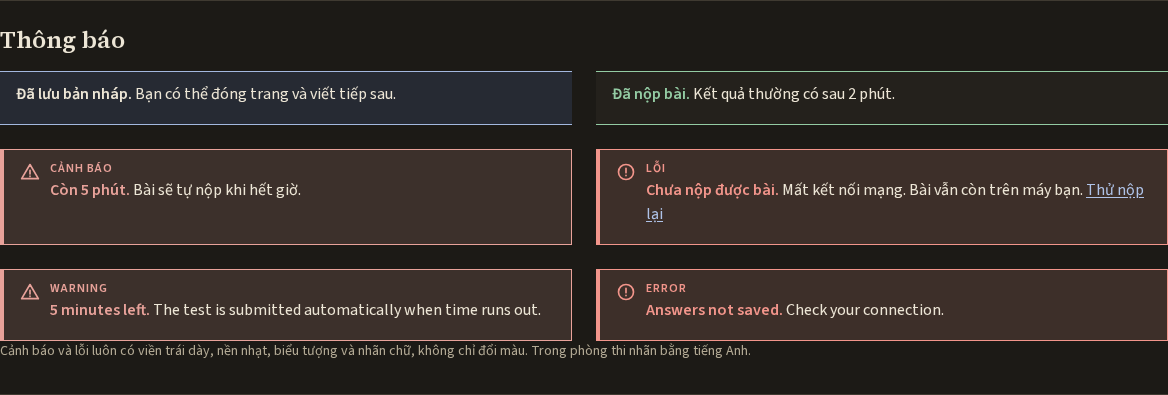 Thông báo
Đã lưu bản nháp. Bạn có thể đóng trang và viết tiếp sau.
Đã nộp bài. Kết quả thường có sau 2 phút.
CẢNH BÁO
Còn 5 phút. Bài sẽ tự nộp khi hết giờ.
LỖI
Chưa nộp được bài. Mất kết nối mạng. Bài vẫn còn trên máy bạn. Thử nộp
lại
WARNING
5 minutes left. The test is submitted automatically when time runs out.
ERROR
Answers not saved. Check your connection.
Cảnh báo và lỗi luôn có viền trái dày, nền nhạt, biểu tượng và nhãn chữ, không chỉ đổi màu. Trong phòng thi nhãn bằng tiếng Anh.